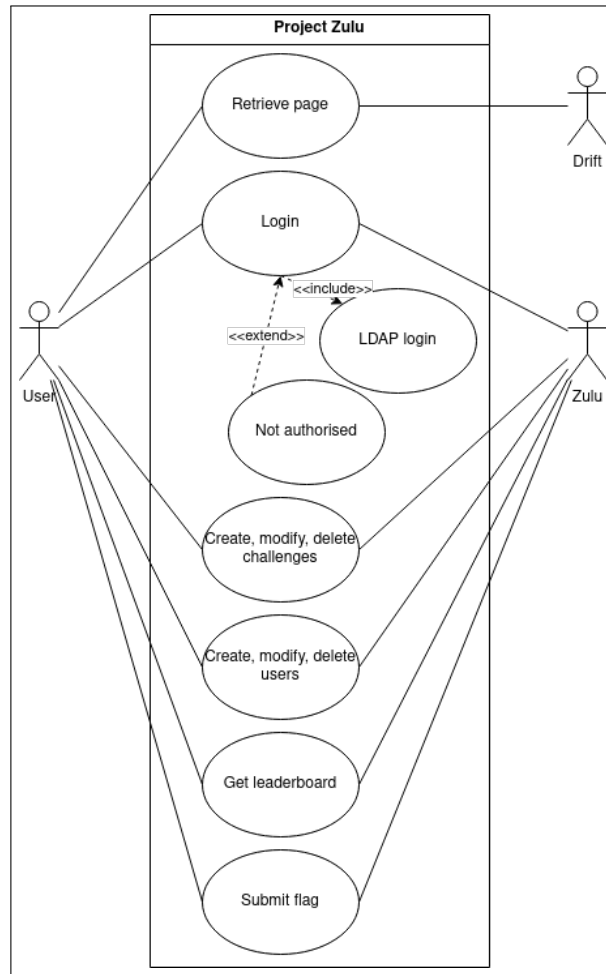 Project Zulu
Retrieve page
Drift
Login
<<include>>
<<extend>>
LDAP login
User
Zulu
Not authorised
Create, modify, delete
challenges
Create, modify, delete
users
Get leaderboard
Submit flag